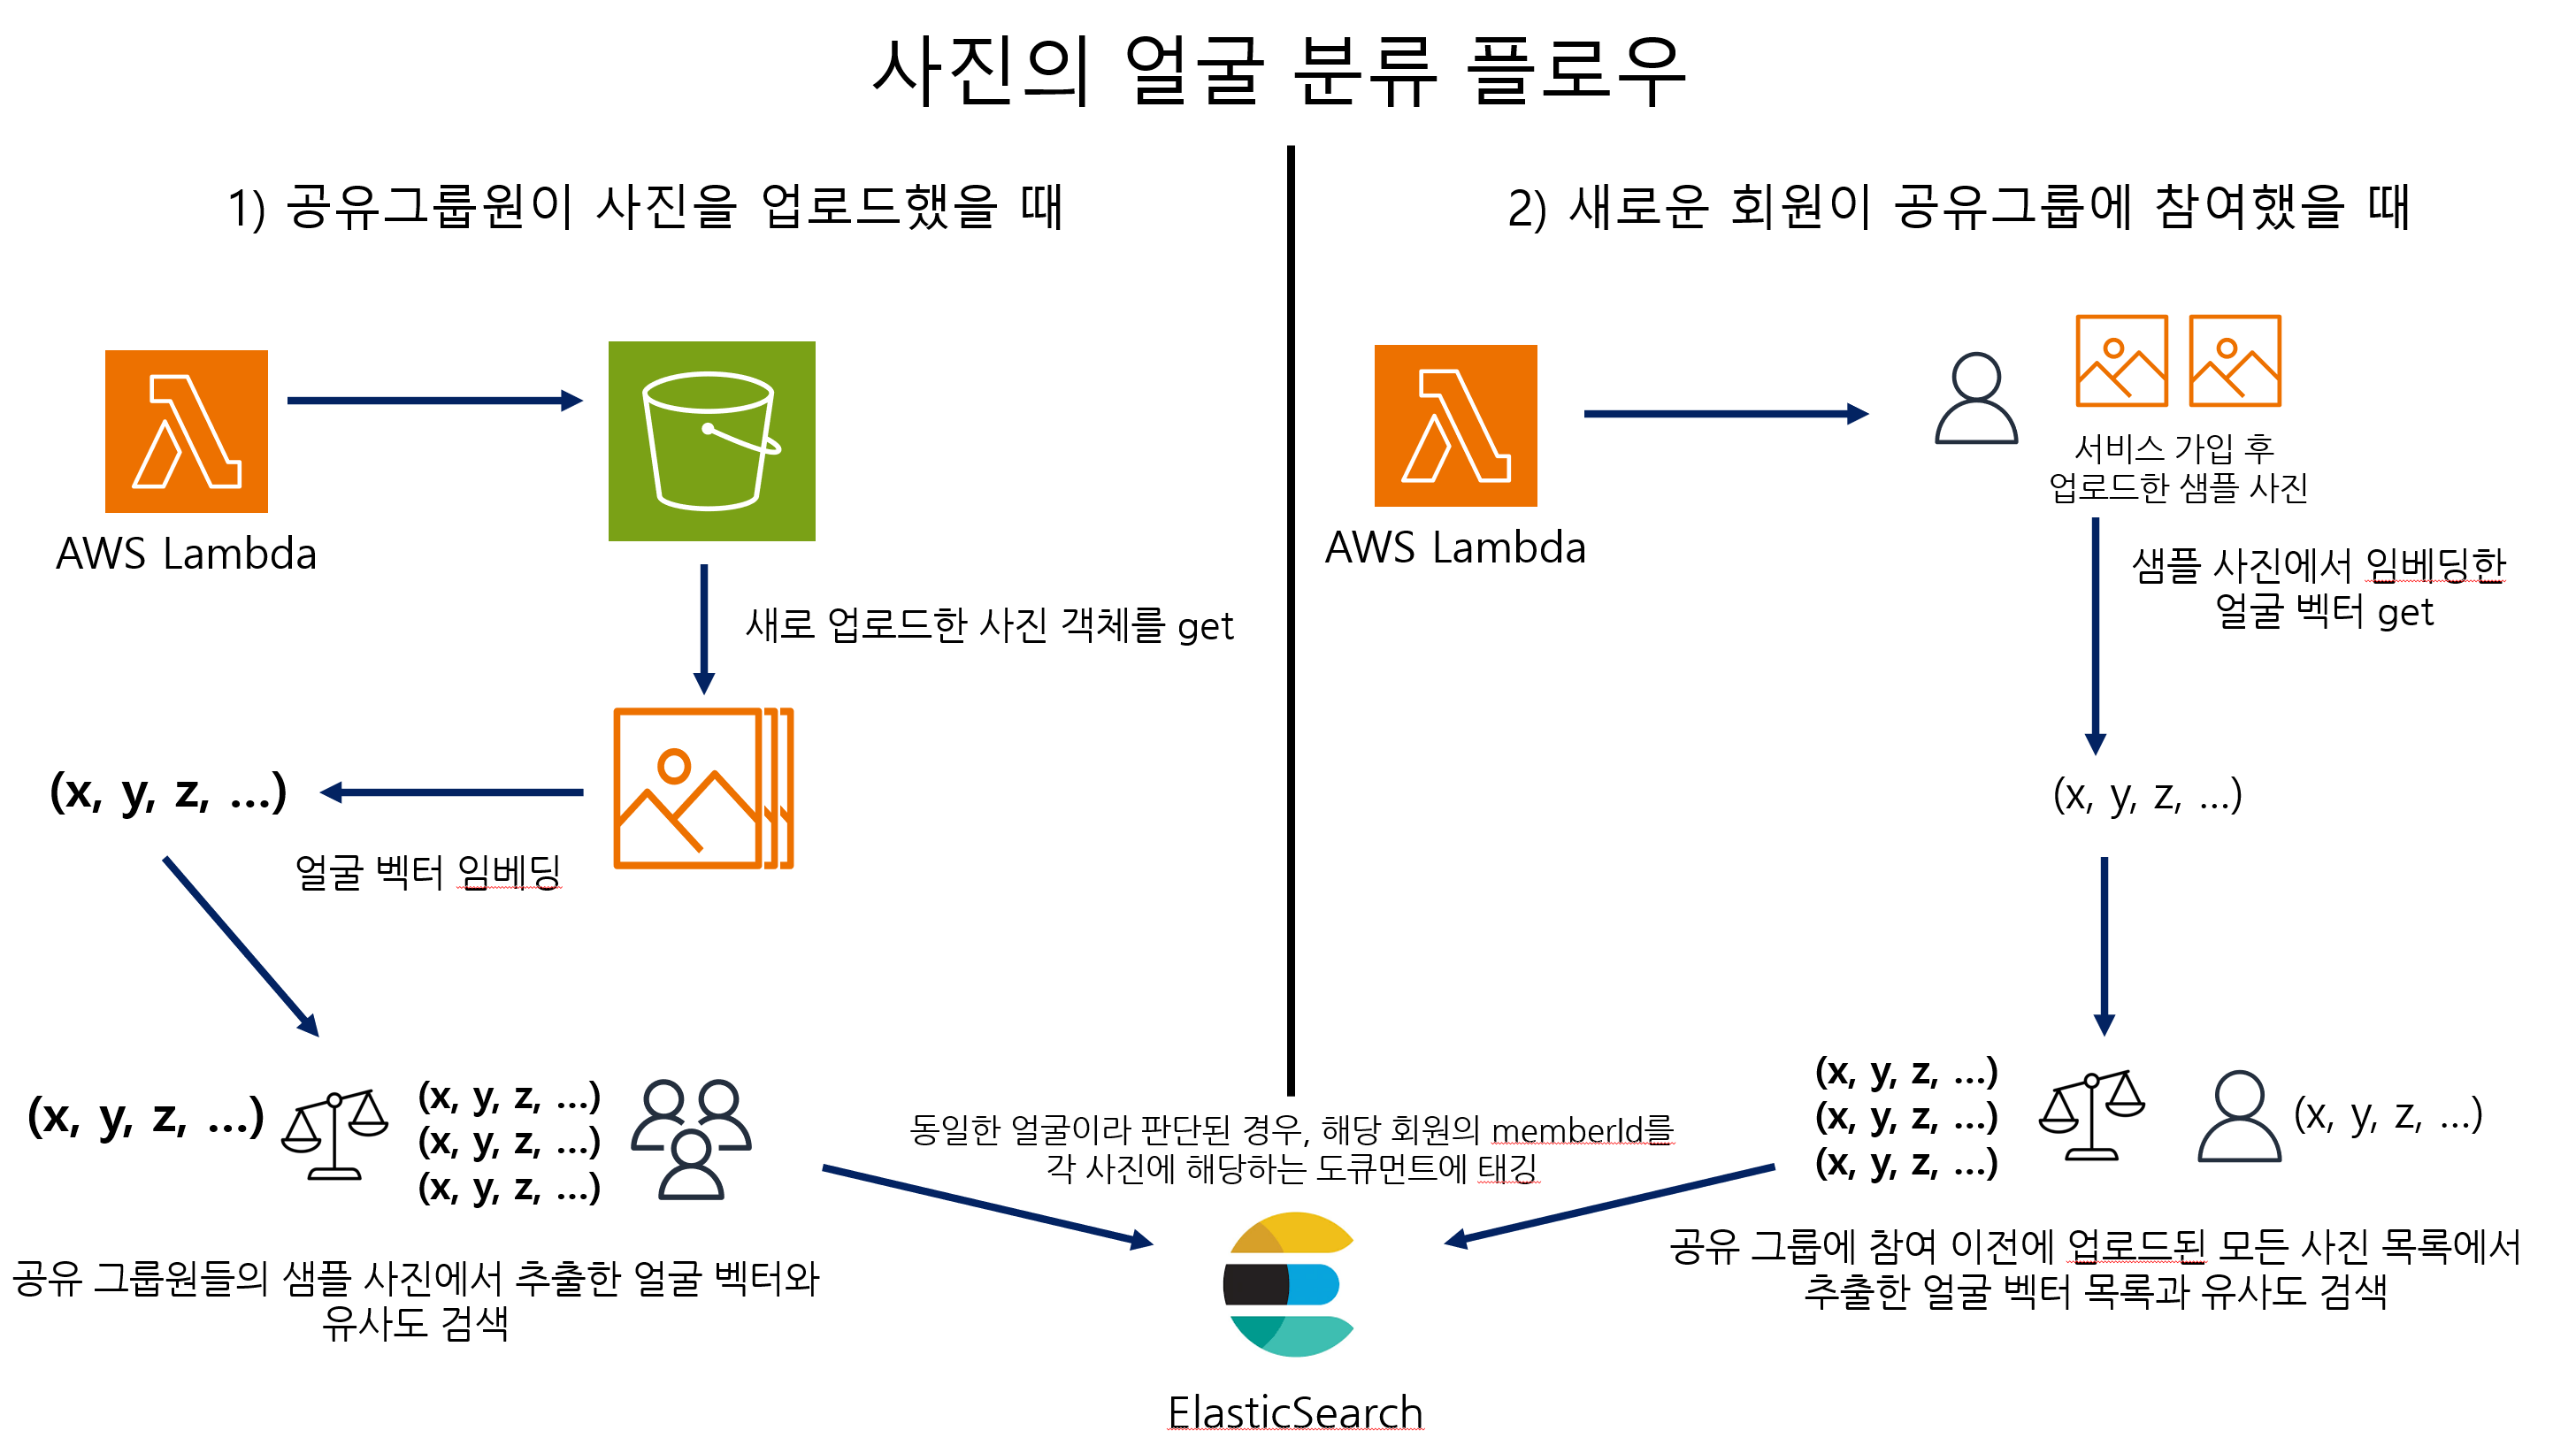 사진의 얼굴 분류 플로우
1) 공유그룹원이 사진을 업로드했을 때
AWS Lambda
새로 업로드한 사진 객체를 get
(x, y, z, ...)
얼굴 벡터 임베딩
(x, y, z, ...)
(x, y, z, ...)
(x, y, z, ...)
(x, y, z, ...)
공유 그룹원들의 샘플 사진에서 추출한 얼굴 벡터와
유사도 검색
2) 새로운 회원이 공유그룹에 참여했을 때
AWS Lambda
서비스 가입 후
업로드한 샘플 사진
샘플 사진에서 임베딩한
얼굴 벡터 get
(x, y, z, ...)
(x, y, z, ...)
(x, y, z, ...)
(x, y, z, ...)
(x, y, z, ...)
공유 그룹에 참여 이전에 업로드된 모든 사진 목록에서
추출한 얼굴 벡터 목록과 유사도 검색
동일한 얼굴이라 판단된 경우, 해당 회원의 memberId를
각 사진에 해당하는 도큐먼트에 태깅
ElasticSearch